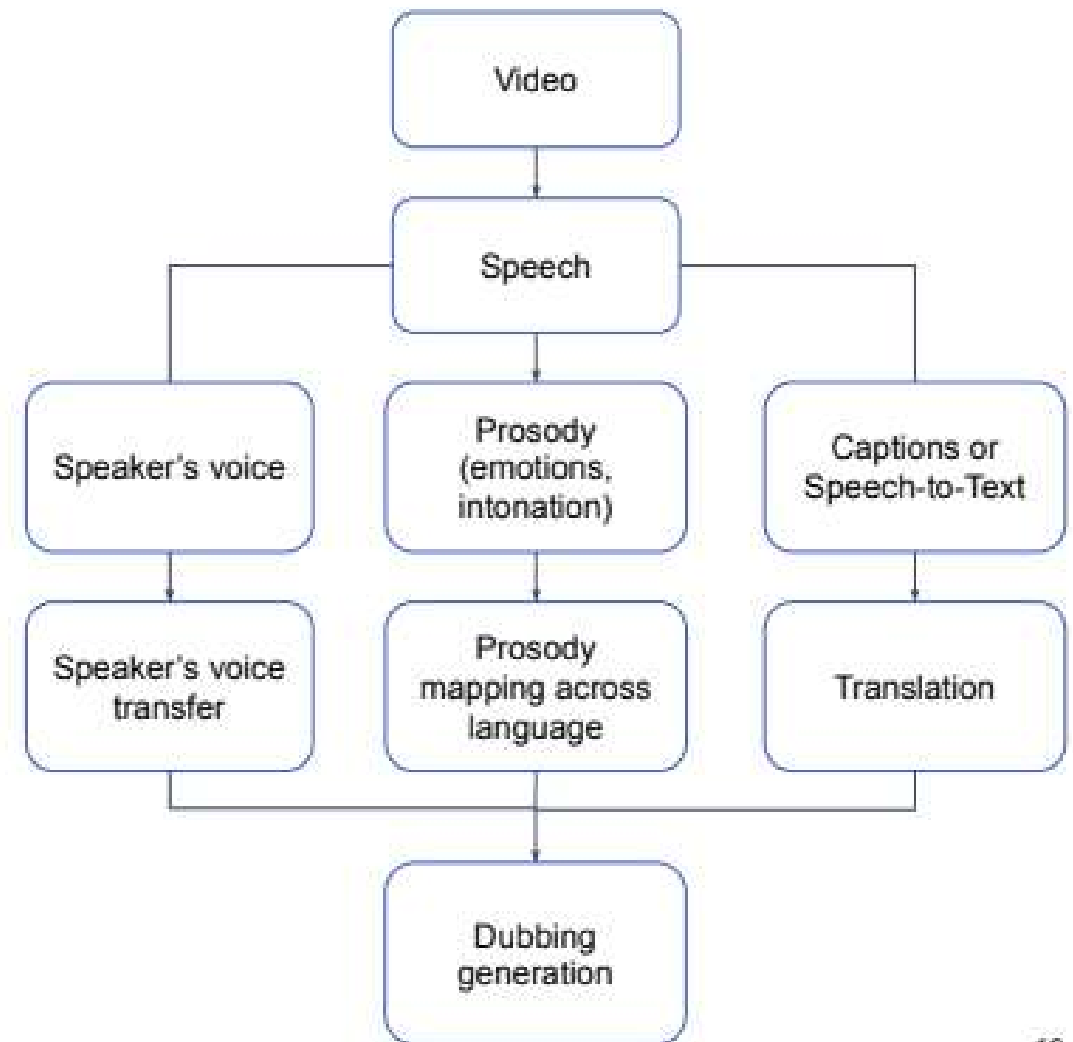 Video
Speech
Speaker's voice
Prosody
(emotions,
intonation)
Captions or
Speech-to-Text
Speaker's voice
transfer
Prosody
mapping across
language
Translation
Dubbing
generation